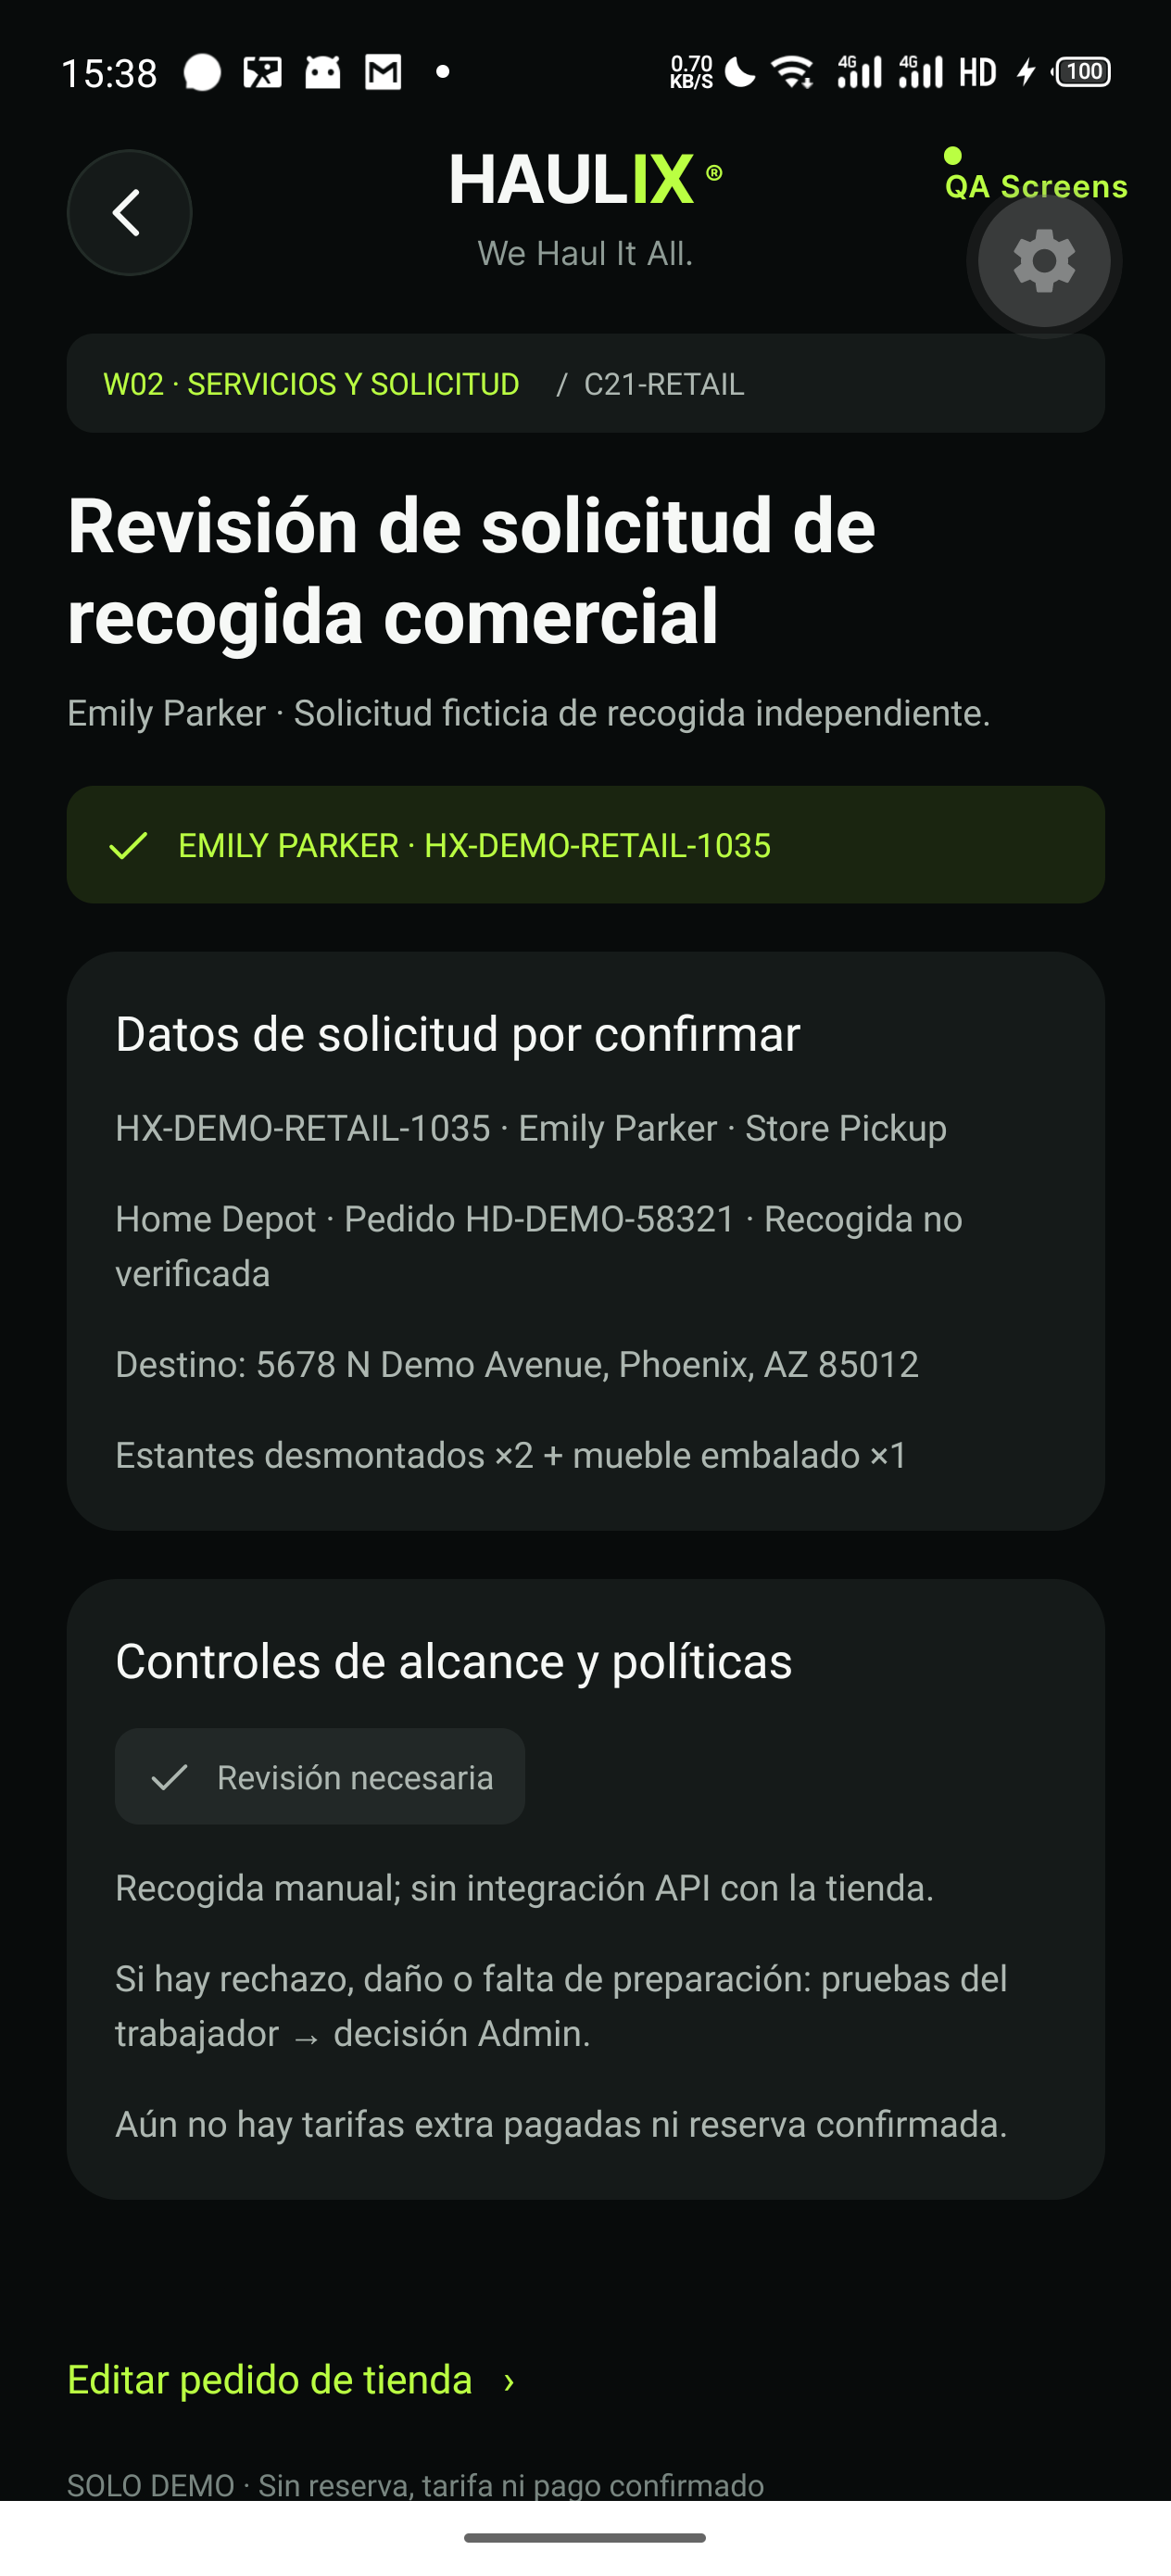 15:38
0.70
KB/S
4G
4G
HD
100
HAULIX®
We Haul It All.
QA Screens
W02 · SERVICIOS Y SOLICITUD / C21-RETAIL
Revisión de solicitud de
recogida comercial
Emily Parker · Solicitud ficticia de recogida independiente.
EMILY PARKER · HX-DEMO-RETAIL-1035
Datos de solicitud por confirmar
HX-DEMO-RETAIL-1035 · Emily Parker · Store Pickup
Home Depot · Pedido HD-DEMO-58321 · Recogida no
verificada
Destino: 5678 N Demo Avenue, Phoenix, AZ 85012
Estantes desmontados ×2 + mueble embalado ×1
Controles de alcance y políticas
Revisión necesaria
Recogida manual; sin integración API con la tienda.
Si hay rechazo, daño o falta de preparación: pruebas del
trabajador → decisión Admin.
Aún no hay tarifas extra pagadas ni reserva confirmada.
Editar pedido de tienda ›
SOLO DEMO · Sin reserva, tarifa ni pago confirmado